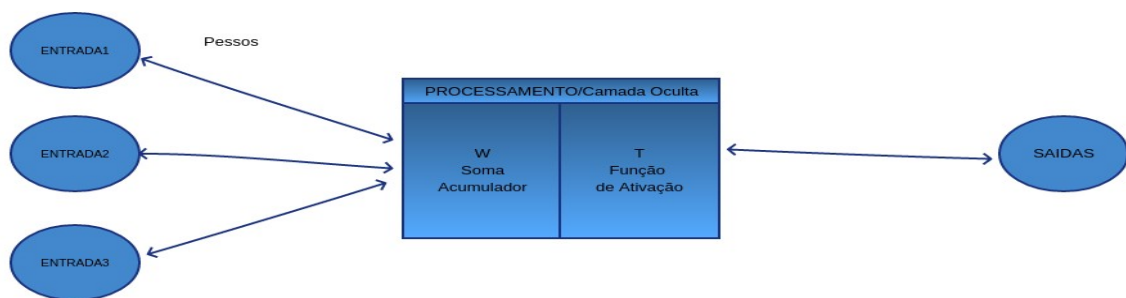 ENTRADA1
Pessos
PROCESSAMENTO/Camada Oculta
ENTRADA2
W
Soma
Acumulador
T
Função
de Ativação
SAIDAS
ENTRADA3